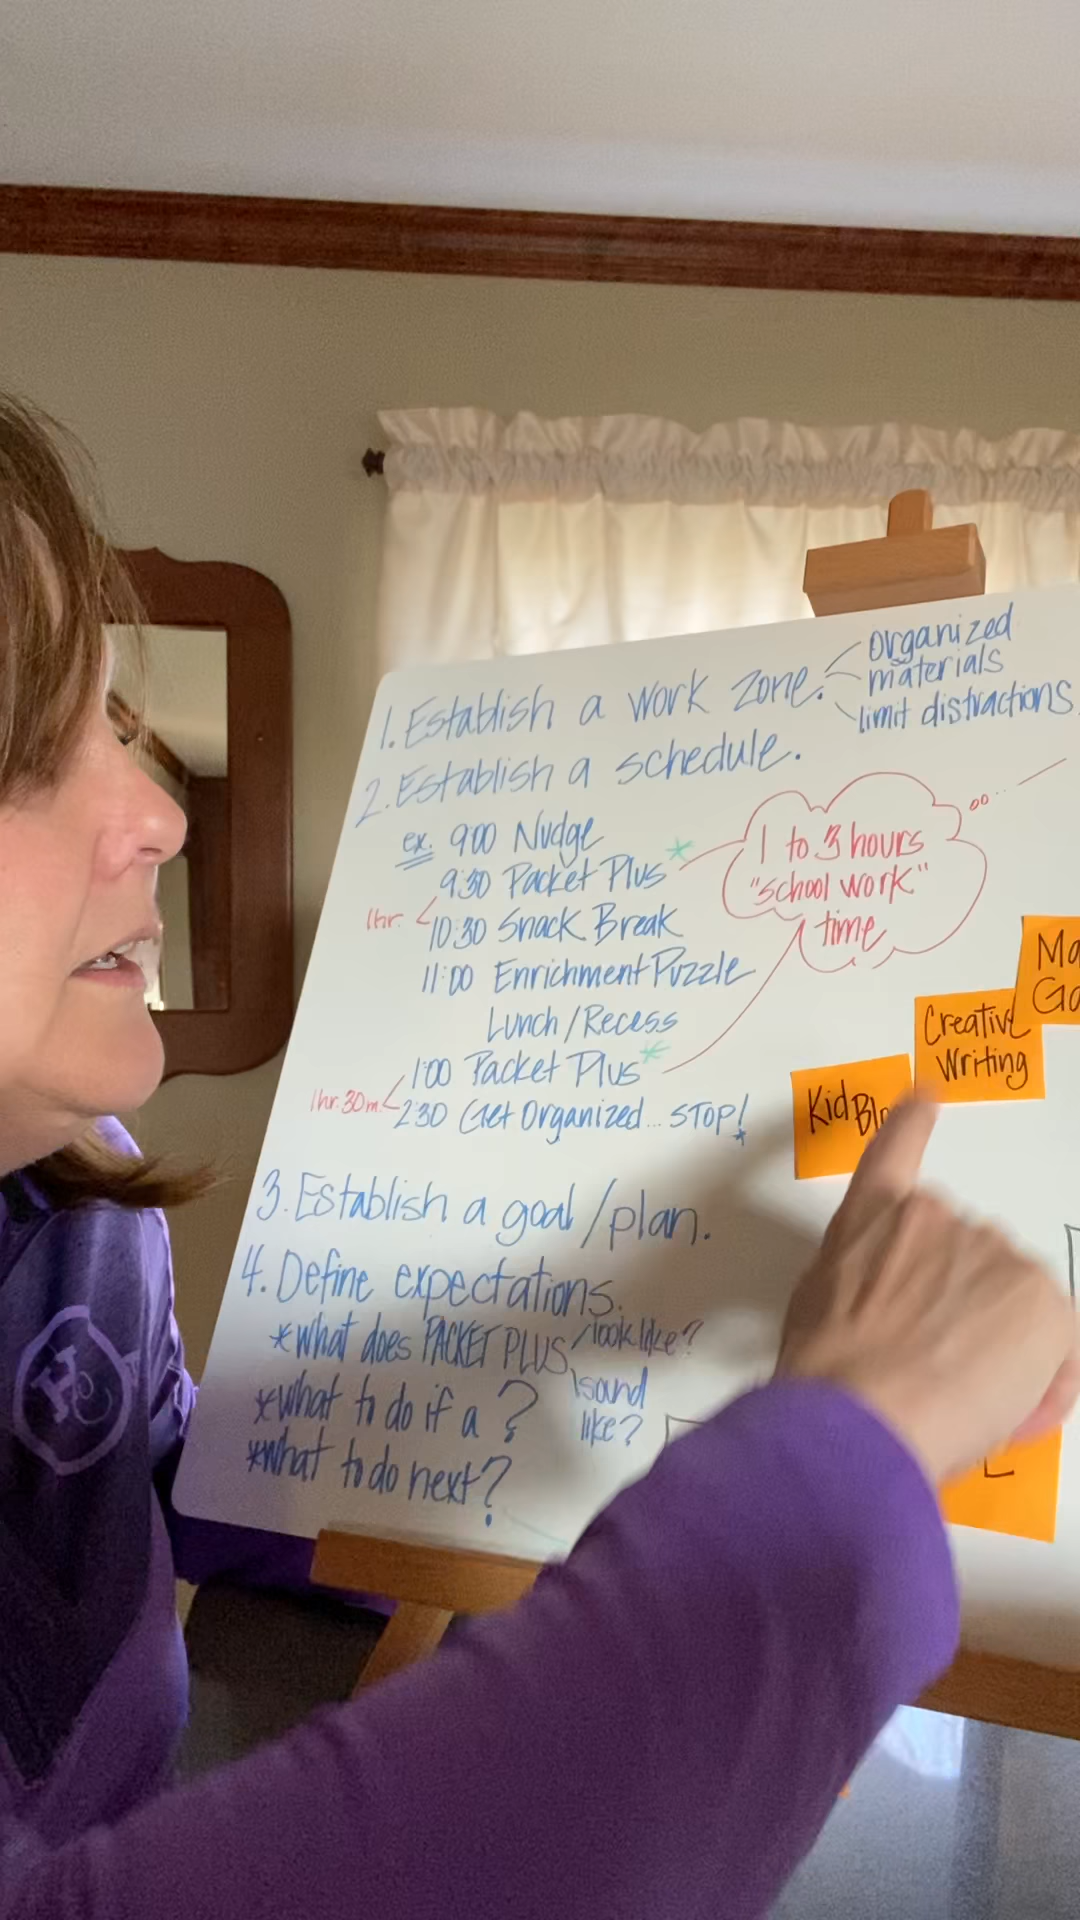 1. Establish a work zone.
organized
materials
limit distractions
2. Establish a schedule.
ex. 9:00 Nudge
9:30 Packet Plus*
1hr.
10:30 Snack Break
11:00 Enrichment Puzzle
Lunch/Recess
1:00 Packet Plus*
1hr. 30m.
2:30 Get Organized... STOP!
1 to 3 hours
"school work"
time
Creative
Writing
Kid
3. Establish a goal/plan.
4. Define expectations.
*What does PACKET PLUS
look like?
sound
like?
*What to do if a ?
*What to do next?